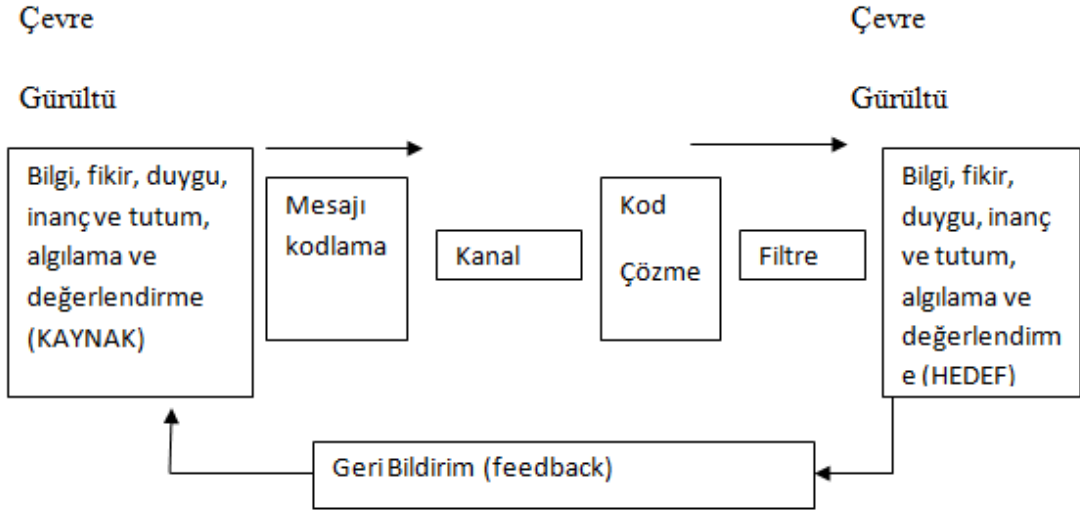 Çevre
Çevre
Gürültü
Gürültü
Bilgi, fikir, duygu,
inanç ve tutum,
algılama ve
değerlendirme
(KAYNAK)
Mesajı
kodlama
Kanal
Kod
Çözme
Filtre
Bilgi, fikir,
duygu, inanç
ve tutum,
algılama ve
değerlendirm
e (HEDEF)
Geri Bildirim (feedback)